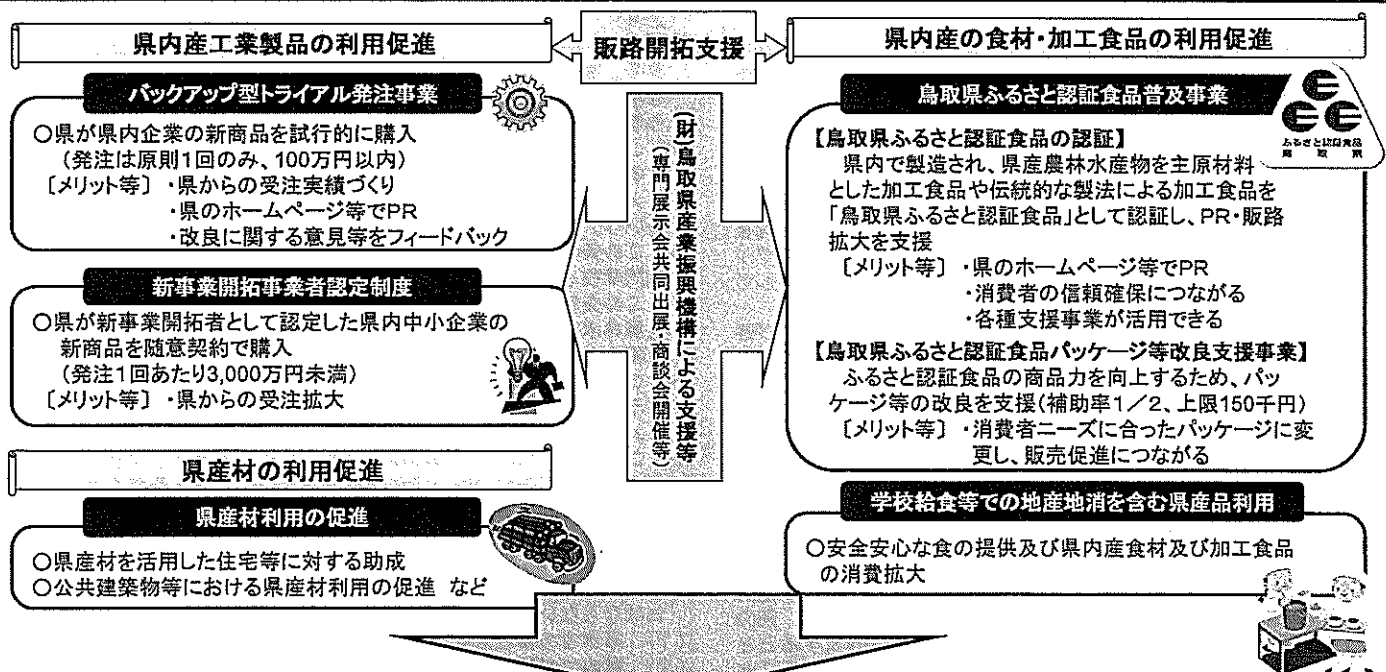 県内産工業製品の利用促進
販路開拓支援
県内産の食材・加工食品の利用促進
バックアップ型トライアル発注事業
○県が県内企業の新商品を試行的に購入
(発注は原則1回のみ、100万円以内)
〔メリット等〕・県からの受注実績づくり
・県のホームページ等でPR
・改良に関する意見等をフィードバック
新事業開拓事業者認定制度
○県が新事業開拓者として認定した県内中小企業の
新商品を随意契約で購入
(発注1回あたり3,000万円未満)
〔メリット等〕・県からの受注拡大
県産材の利用促進
県産材利用の促進
○県産材を活用した住宅等に対する助成
○公共建築物等における県産材利用の促進 など
(財)鳥取県産業振興機構による支援等
(専門展示会共同出展・商談会開催等)
鳥取県ふるさと認証食品普及事業
ふるさと認証食品
鳥取県
【鳥取県ふるさと認証食品の認証】
県内で製造され、県産農林水産物を主原材料
とした加工食品や伝統的な製法による加工食品を
「鳥取県ふるさと認証食品」として認証し、PR・販路
拡大を支援
〔メリット等〕・県のホームページ等でPR
・消費者の信頼確保につながる
・各種支援事業が活用できる
【鳥取県ふるさと認証食品パッケージ等改良支援事業】
ふるさと認証食品の商品力を向上するため、パッ
ケージ等の改良を支援(補助率1/2、上限150千円)
〔メリット等〕・消費者ニーズに合ったパッケージに変
更し、販売促進につながる
学校給食等での地産地消を含む県産品利用
○安全安心な食の提供及び県内産食材及び加工食品
の消費拡大